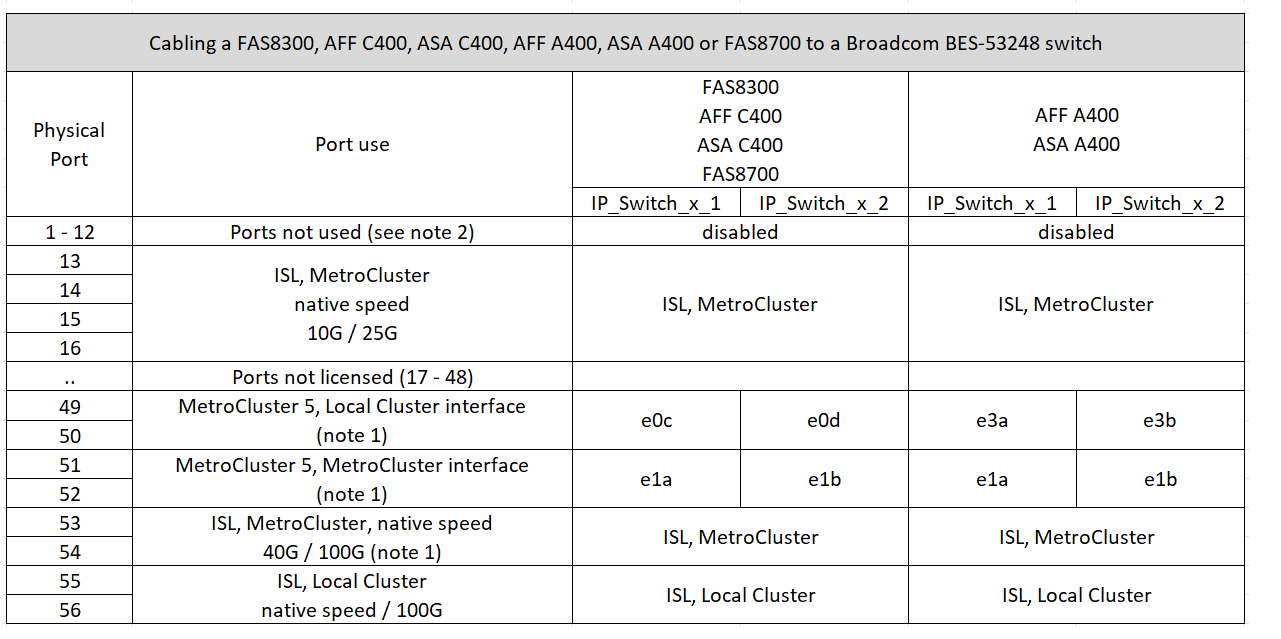 Cabling a FAS8300, AFF C400, ASA C400, AFF A400, ASA A400 or FAS8700 to a Broadcom BES-53248 switch
Physical
Port
Port use
FAS8300
AFF C400
ASA C400
FAS8700
AFF A400
ASA A400
IP_Switch_x_1
IP_Switch_x_2
IP_Switch_x_1
IP_Switch_x_2
1 - 12
Ports not used (see note 2)
disabled
disabled
13
14
15
16
ISL, MetroCluster
native speed
10G / 25G
ISL, MetroCluster
ISL, MetroCluster
..
Ports not licensed (17 - 48)
49
50
MetroCluster 5, Local Cluster interface
(note 1)
e0c
e0d
e3a
e3b
51
52
MetroCluster 5, MetroCluster interface
(note 1)
e1a
e1b
e1a
e1b
53
54
ISL, MetroCluster, native speed
40G / 100G (note 1)
ISL, MetroCluster
ISL, MetroCluster
55
56
ISL, Local Cluster
native speed / 100G
ISL, Local Cluster
ISL, Local Cluster